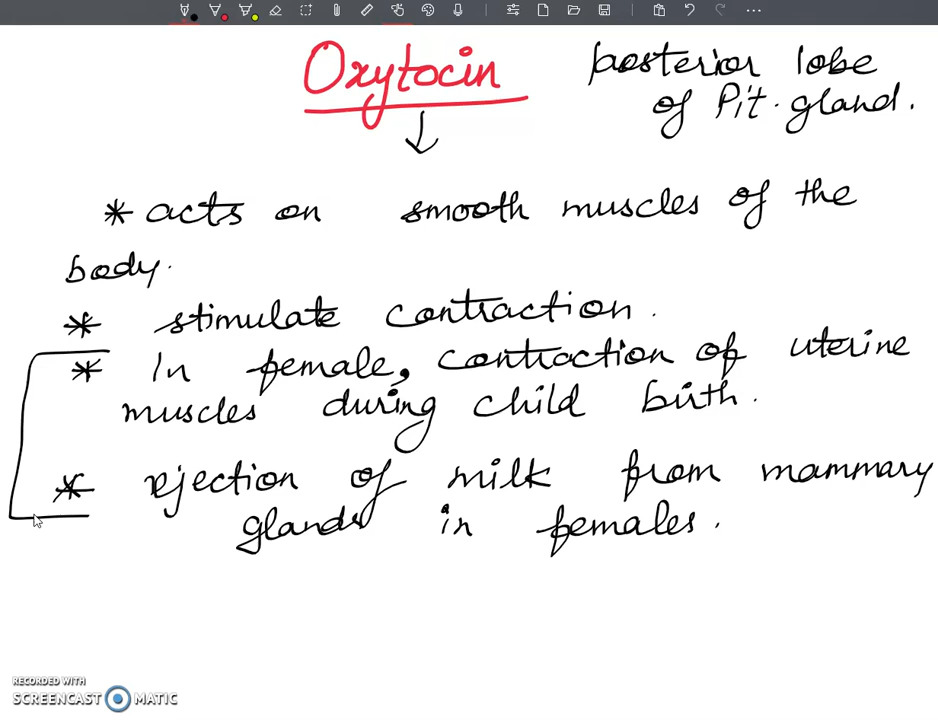 Oxytocin
posterior lobe
of Pit. gland.
* acts on smooth muscles of the
body.
* stimulate contraction.
* In female, contraction of uterine
muscles during child birth.
* ejection of milk from mammary
glands in females.
RECORDED WITH
SCREENCAST MATIC